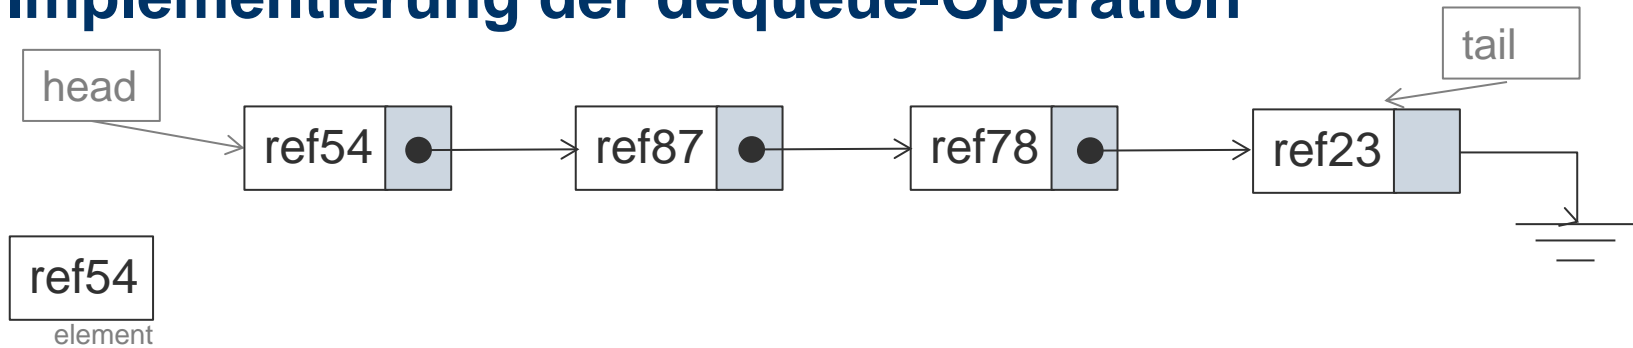 Implementierung der dequeue-Operation
tail
head
ref54 ref87 ref78 ref23
ref54
element